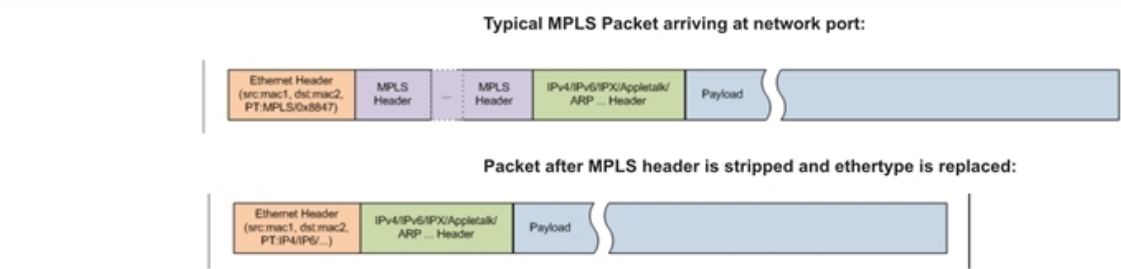 Typical MPLS Packet arriving at network port:
Ethernet Header
(src:mac1, dst:mac2,
PT:MPLS/0x8847)
MPLS
Header
...
MPLS
Header
IPv4/IPv6/IPX/Appletalk/
ARP ... Header
Payload
Packet after MPLS header is stripped and ethertype is replaced:
Ethernet Header
(src:mac1, dst:mac2,
PT:IP4/IP6/...)
IPv4/IPv6/IPX/Appletalk/
ARP ... Header
Payload